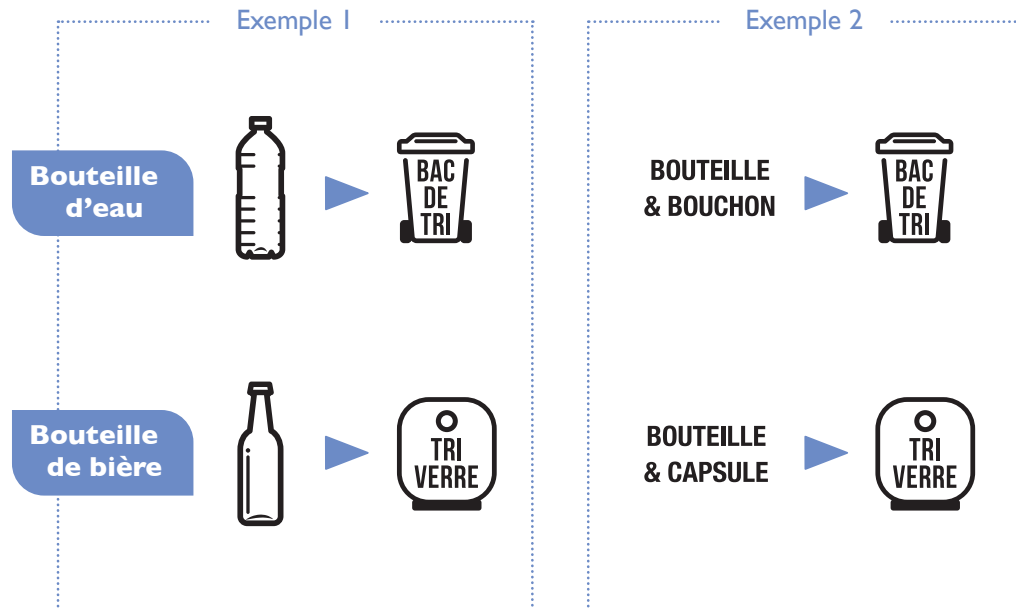 Exemple 1
Exemple 2
Bouteille
d'eau
BAC
DE
TRI
BOUTEILLE
& BOUCHON
BAC
DE
TRI
Bouteille
de bière
TRI
VERRE
BOUTEILLE
& CAPSULE
TRI
VERRE